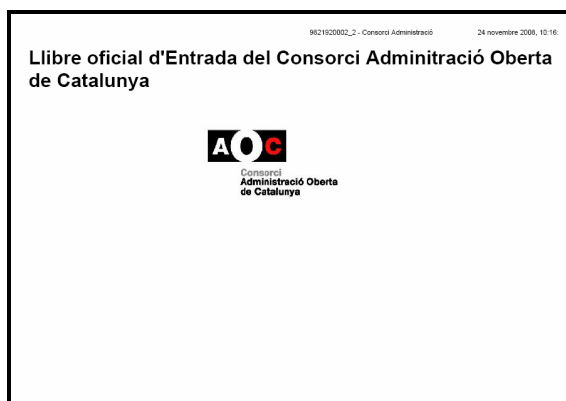 9821920002_2 - Consorci Administració 24 novembre 2008, 10:16:
Llibre oficial d'Entrada del Consorci Adminitració Oberta
de Catalunya
AOC
Consorci
Administració Oberta
de Catalunya